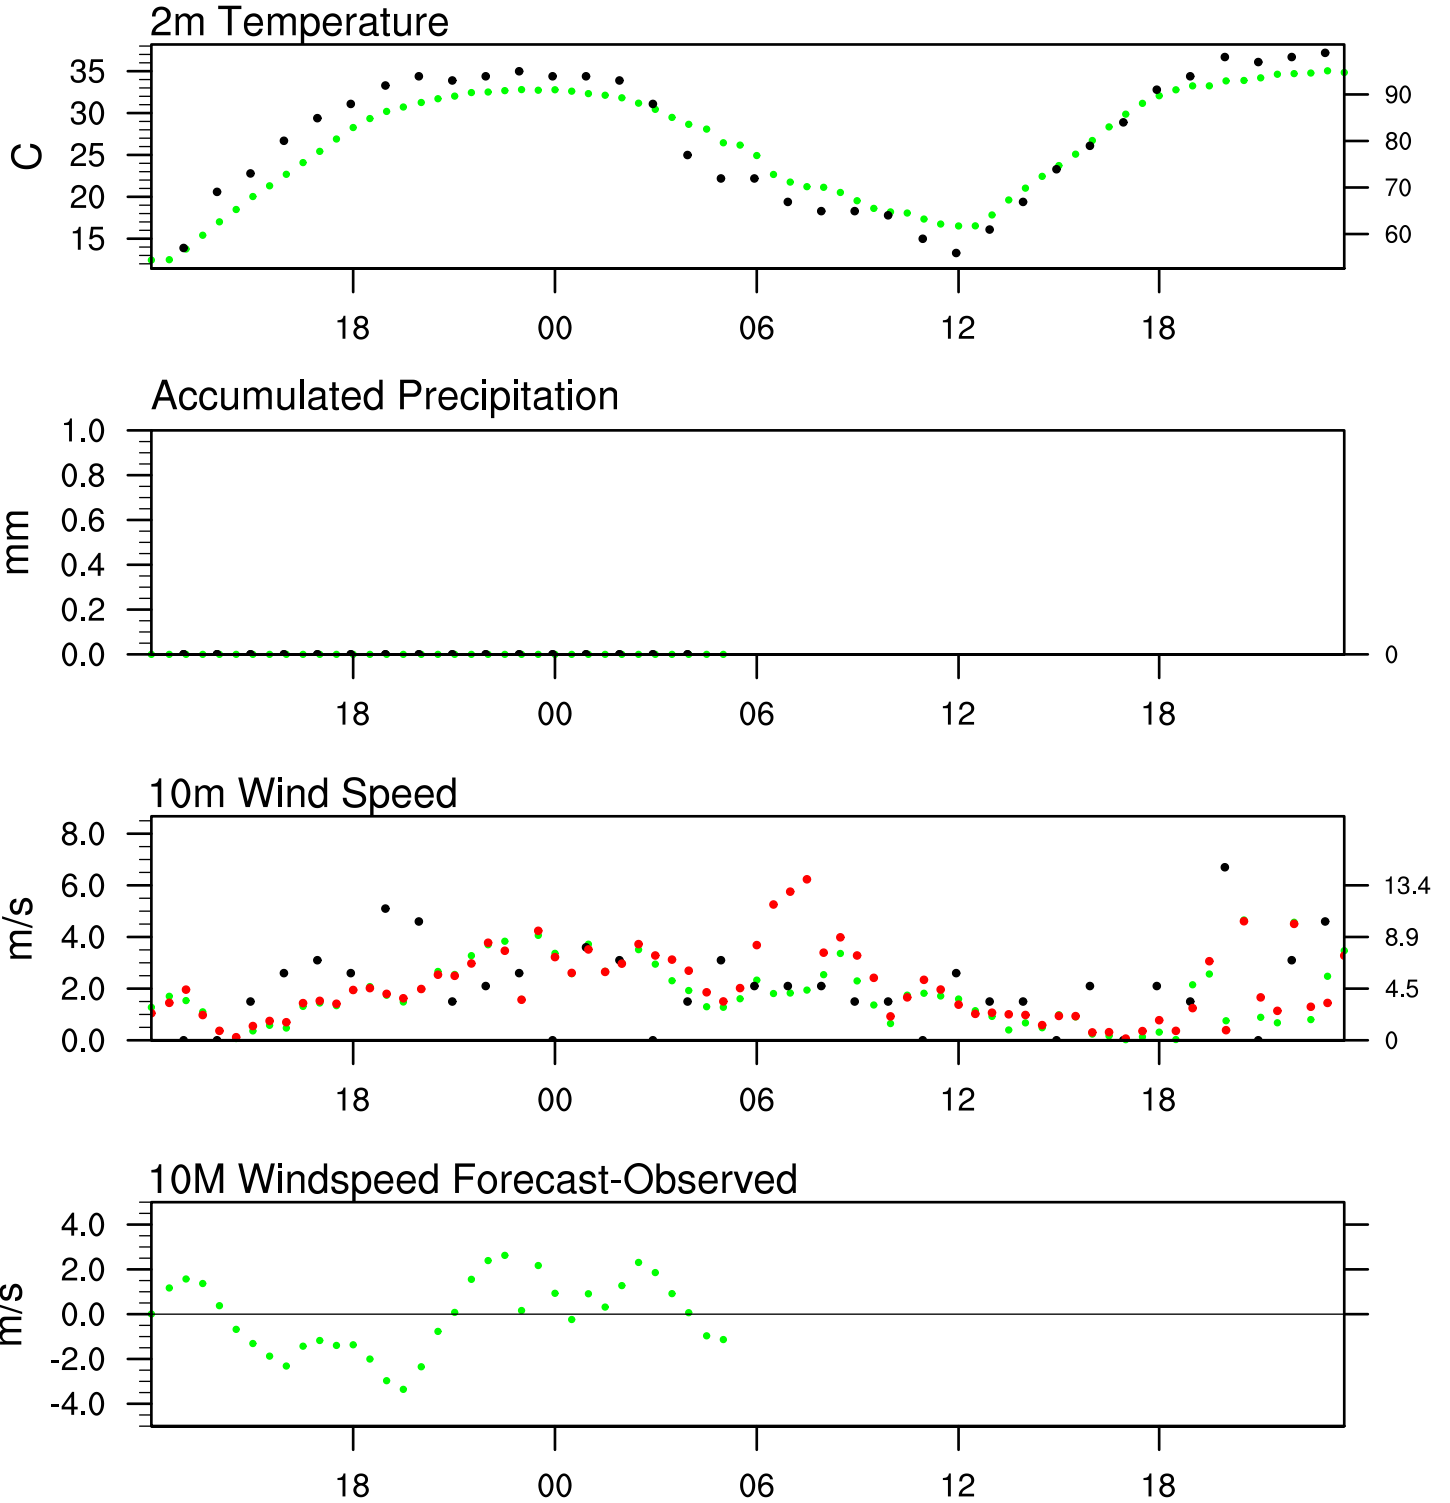 2m Temperature
35
30
25
20
15
C
90
80
70
60
18 00 06 12 18
Accumulated Precipitation
1.0
0.8
0.6
0.4
0.2
0.0
mm
0
18 00 06 12 18
10m Wind Speed
8.0
6.0
4.0
2.0
0.0
m/s
13.4
8.9
4.5
0
18 00 06 12 18
10M Windspeed Forecast-Observed
4.0
2.0
0.0
-2.0
-4.0
m/s
18 00 06 12 18